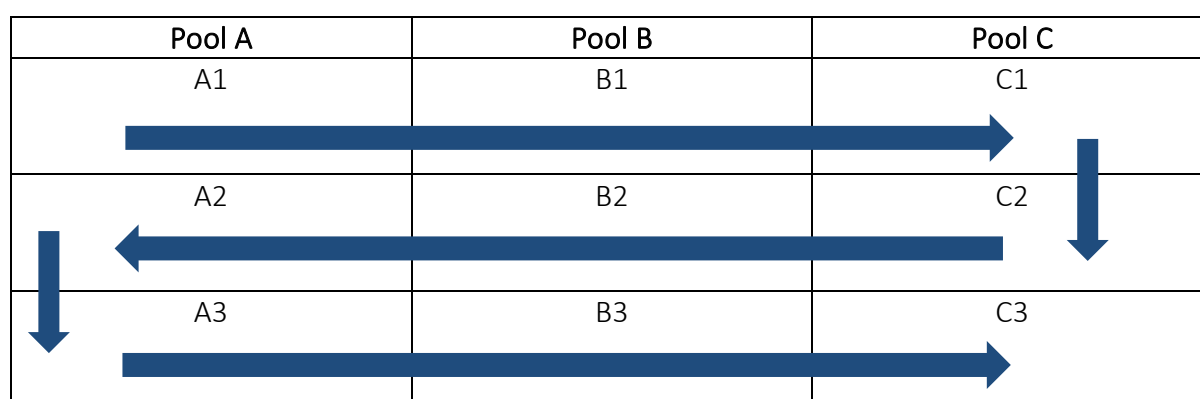 Pool A Pool B Pool C
A1 B1 C1
A2 B2 C2
A3 B3 C3